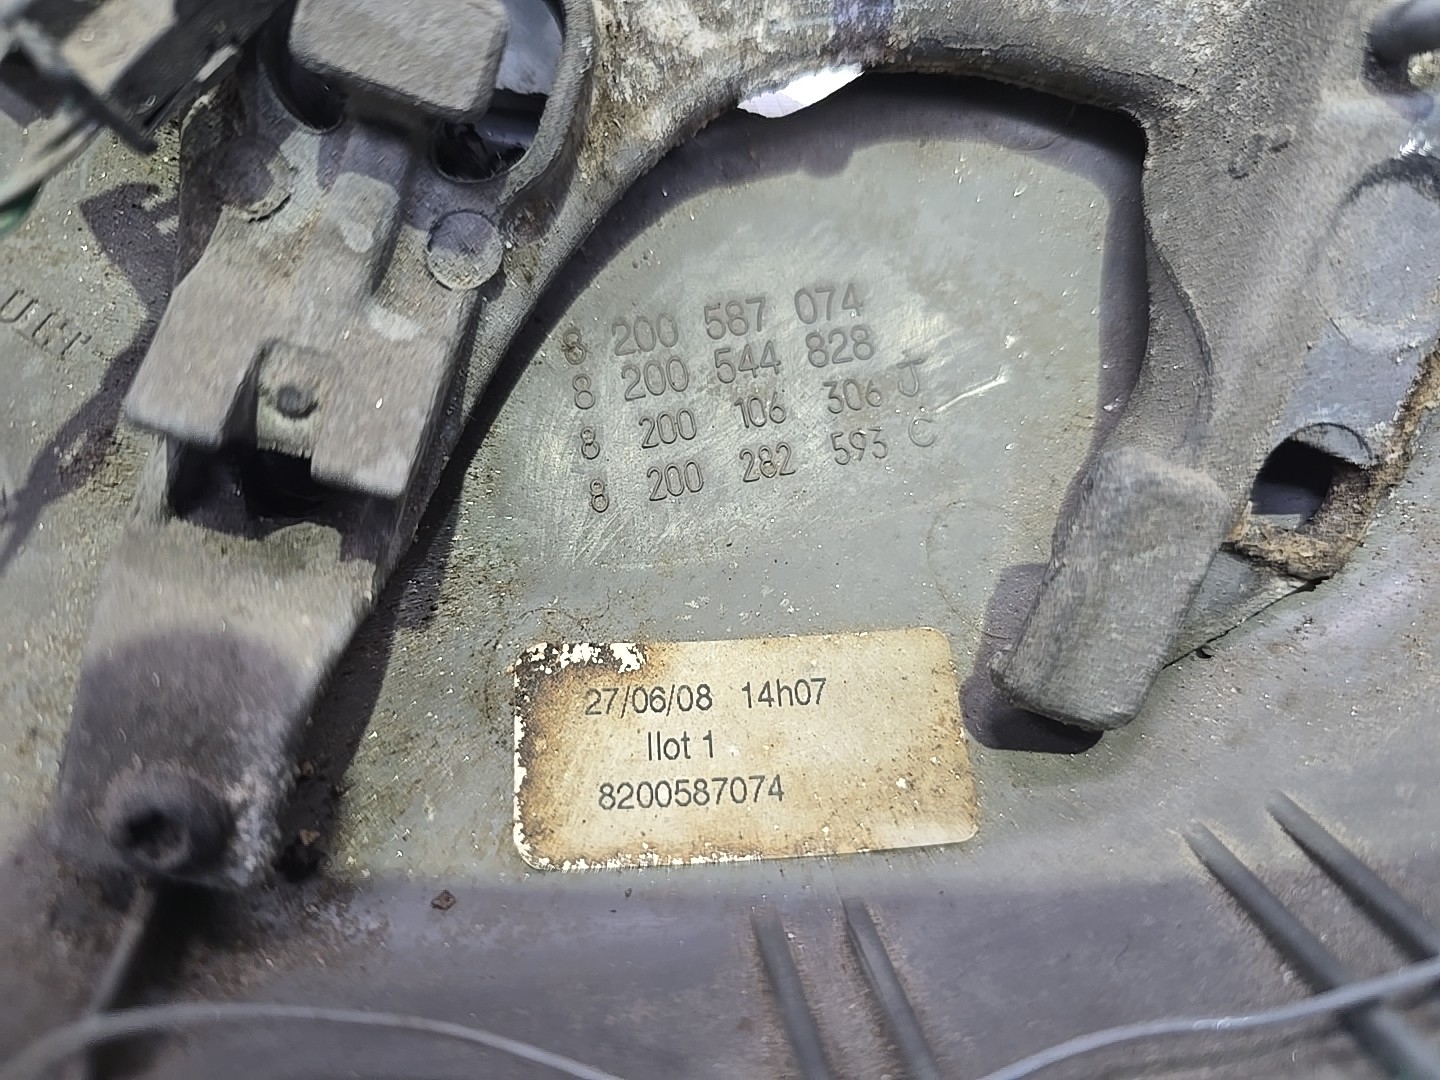 8 200 587 074
8 200 544 828
8 200 106 306 J
8 200 282 593 C
27/06/08 14h07
Ilot 1
8200587074